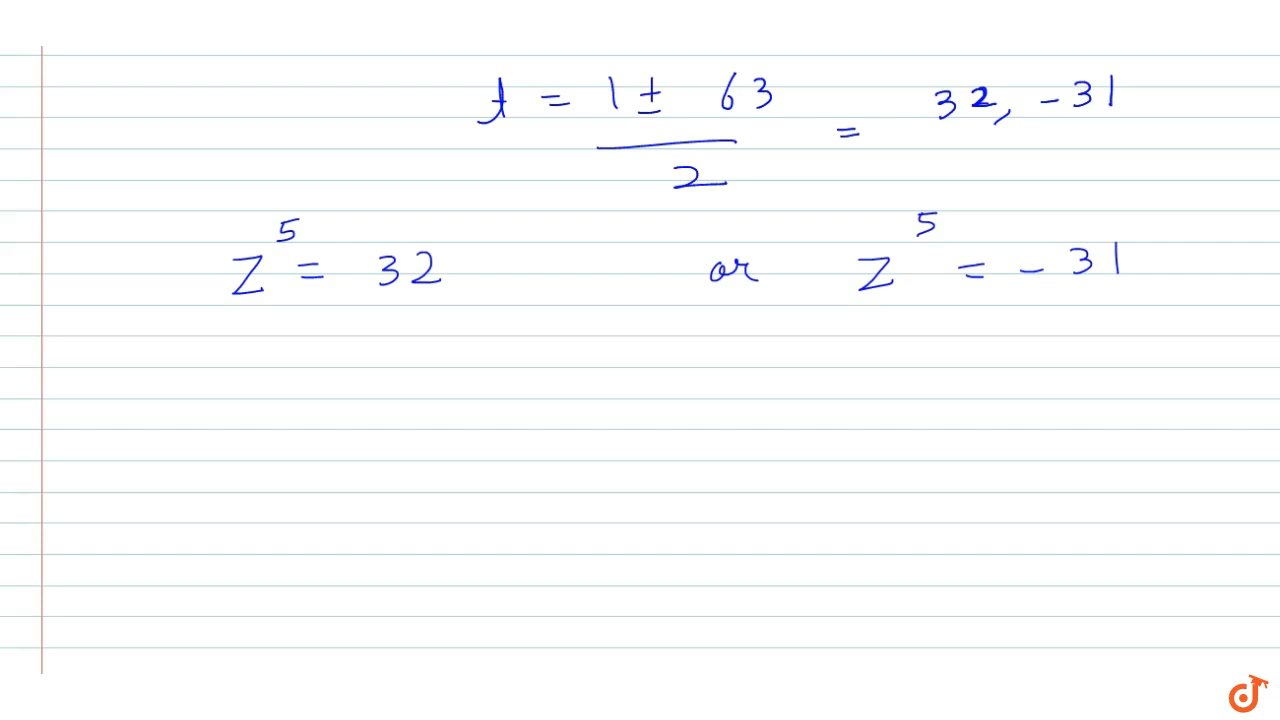 t = (1 ± 63)/2 = 32, -31
z^5 = 32 or z^5 = -31